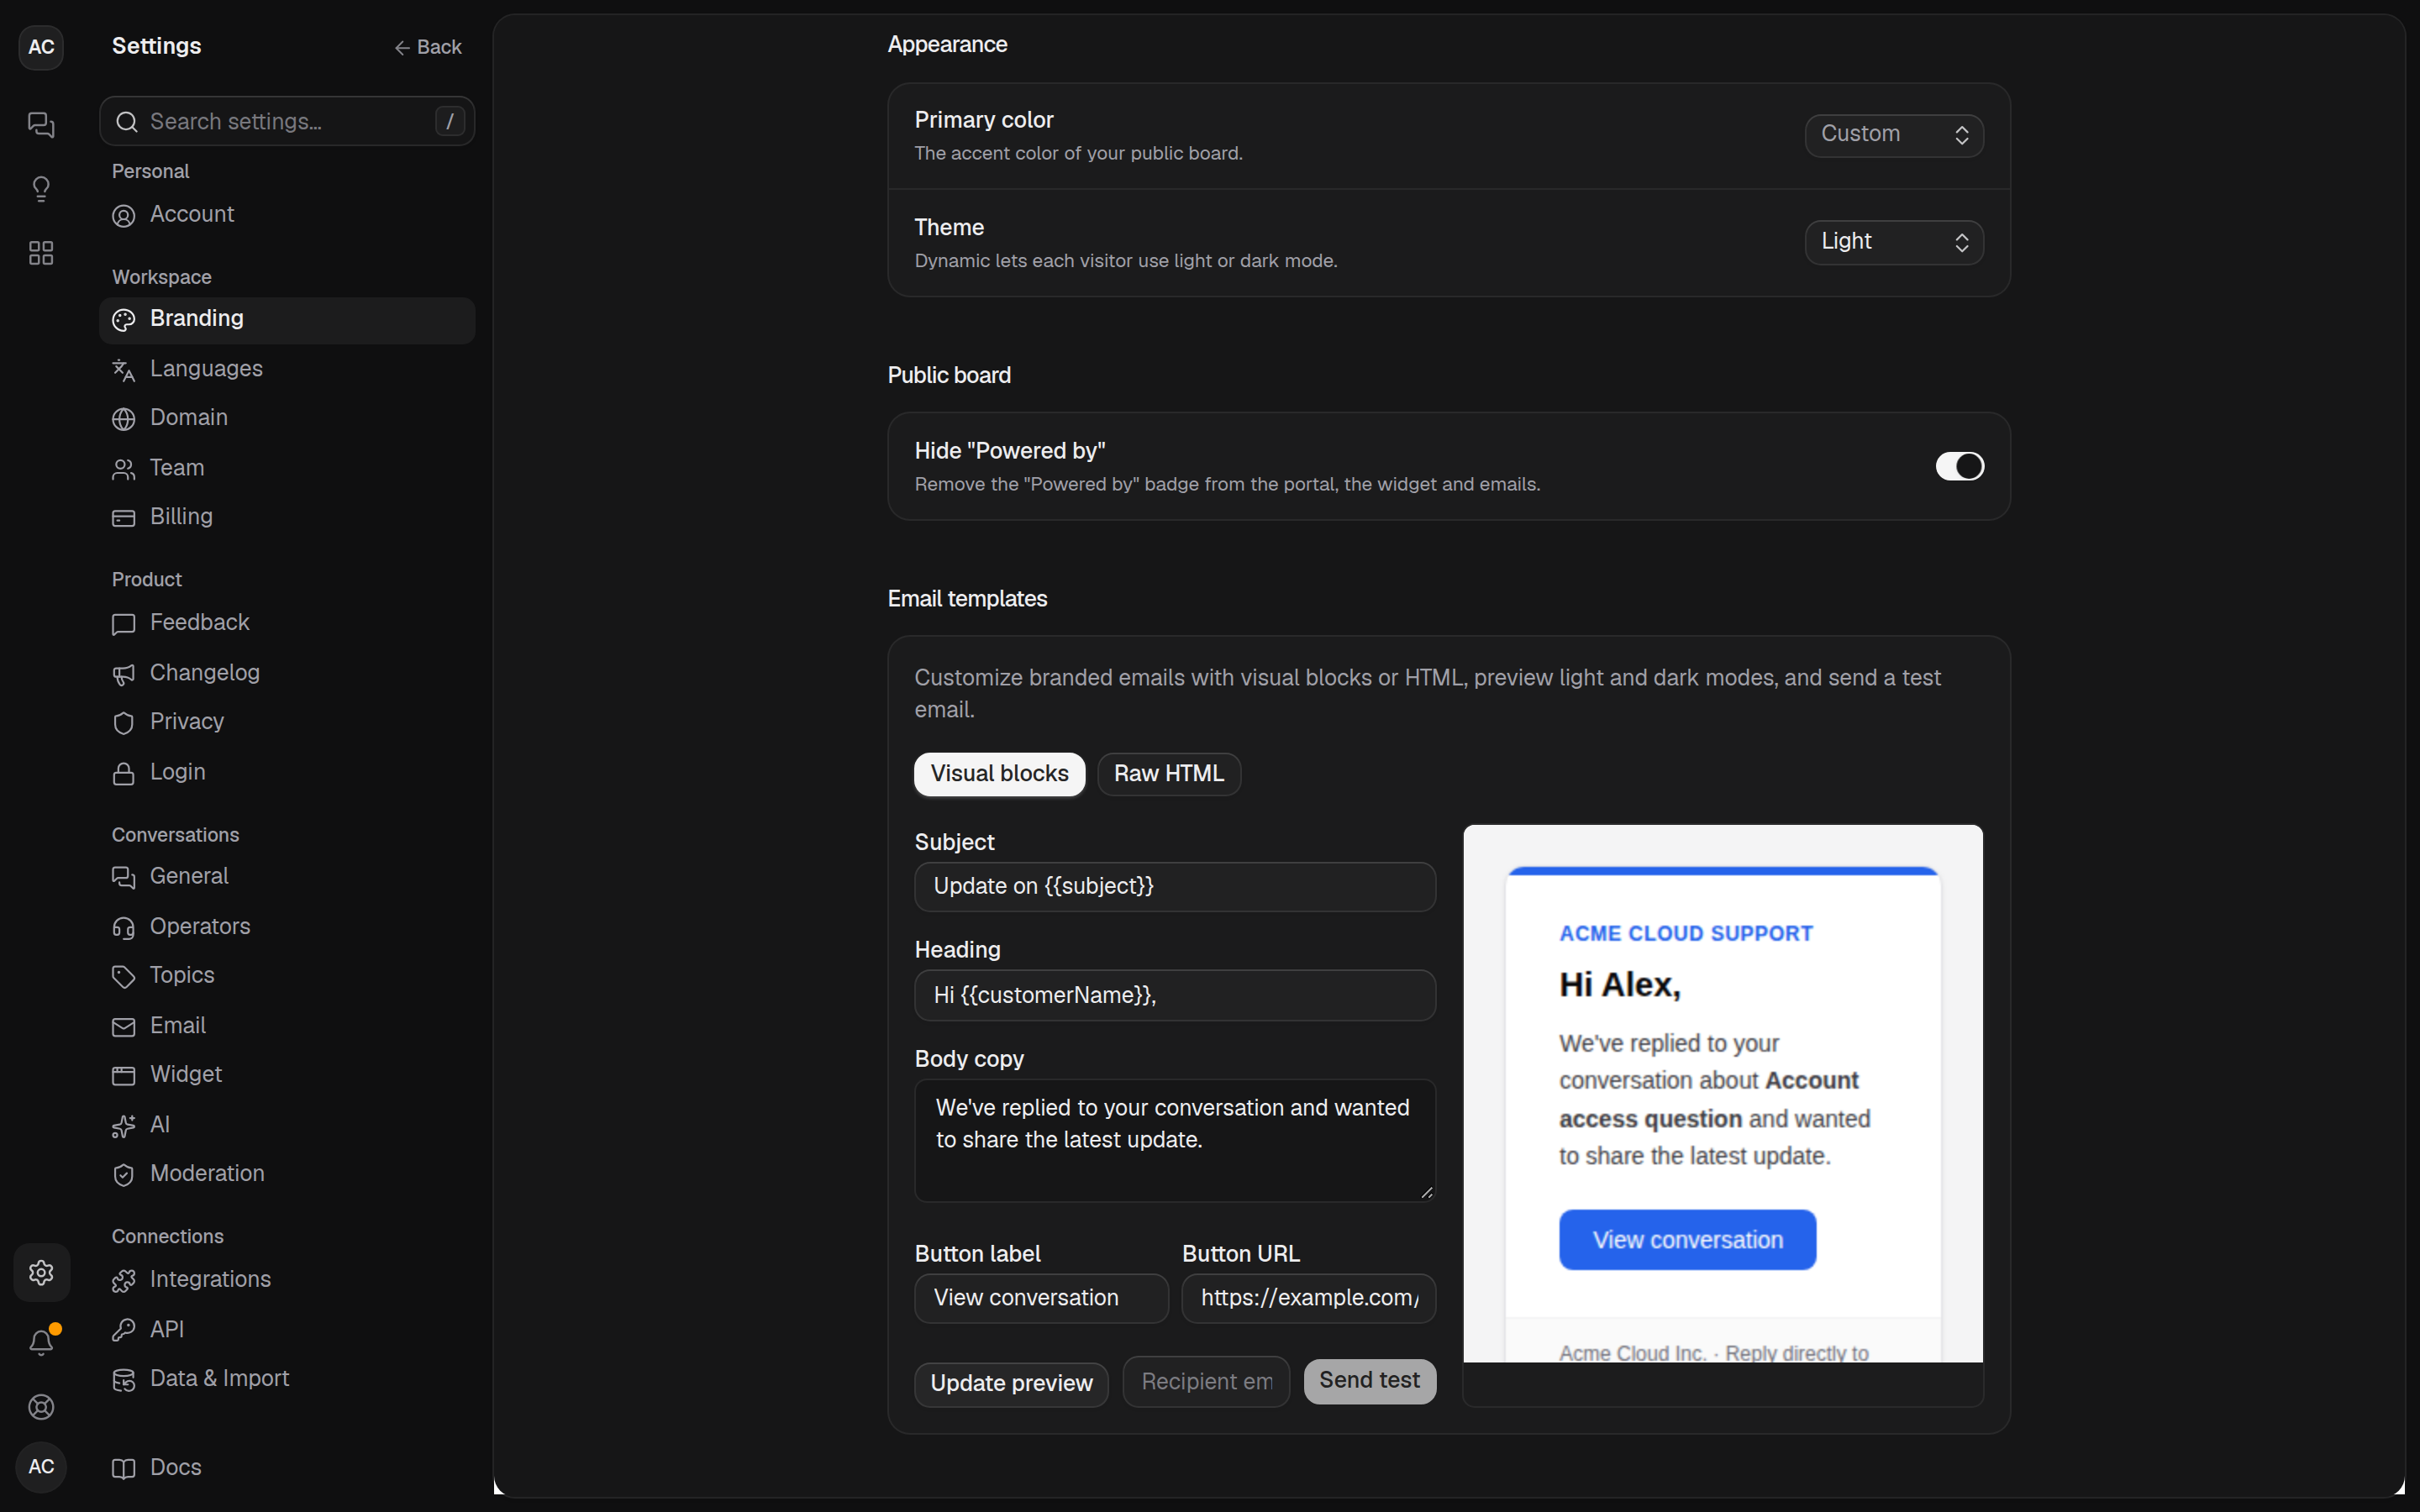 AC
Settings
Back
Search settings...
/
Personal
Account
Workspace
Branding
Languages
Domain
Team
Billing
Product
Feedback
Changelog
Privacy
Login
Conversations
General
Operators
Topics
Email
Widget
AI
Moderation
Connections
Integrations
API
Data & Import
Docs
AC
Appearance
Primary color
The accent color of your public board.
Custom
Theme
Dynamic lets each visitor use light or dark mode.
Light
Public board
Hide "Powered by"
Remove the "Powered by" badge from the portal, the widget and emails.
Email templates
Customize branded emails with visual blocks or HTML, preview light and dark modes, and send a test
email.
Visual blocks
Raw HTML
Subject
Update on {{subject}}
Heading
Hi {{customerName}},
Body copy
We've replied to your conversation and wanted
to share the latest update.
Button label
Button URL
View conversation
https://example.com/
Update preview
Recipient em
Send test
ACME CLOUD SUPPORT
Hi Alex,
We've replied to your
conversation about Account
access question and wanted
to share the latest update.
View conversation
Acme Cloud Inc. · Reply directly to